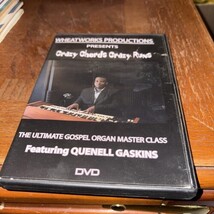 WHEATWORKS PRODUCTIONS
PRESENTS
Crazy Chords Crazy Runs
THE ULTIMATE GOSPEL ORGAN MASTER CLASS
Featuring QUENELL GASKINS
DVD